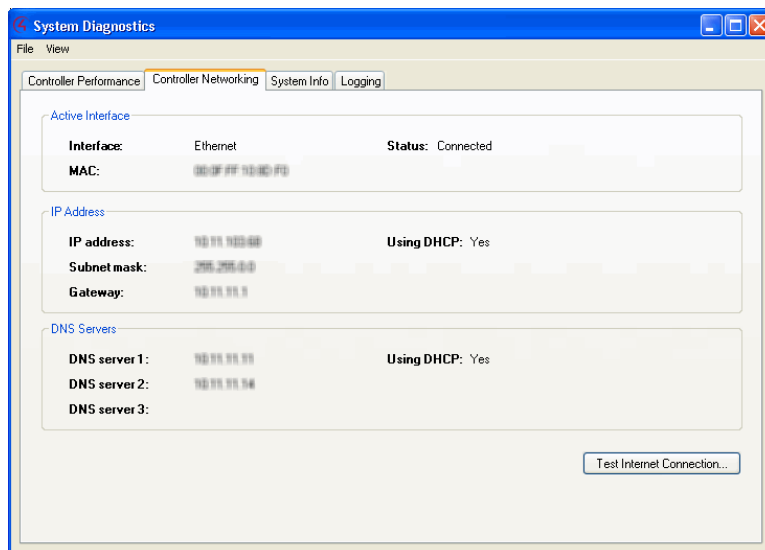 System Diagnostics
File View
Controller Performance Controller Networking System Info Logging
Active Interface
Interface: Ethernet Status: Connected
MAC:
IP Address
IP address: Using DHCP: Yes
Subnet mask:
Gateway:
DNS Servers
DNS server 1: Using DHCP: Yes
DNS server 2:
DNS server 3:
Test Internet Connection...